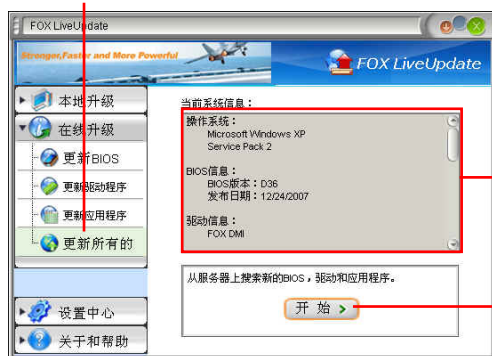 FOX LiveUpdate
Stronger,Faster and More Powerful
FOX LiveUpdate
本地升级
在线升级
更新BIOS
更新驱动程序
更新应用程序
更新所有的
设置中心
关于和帮助
当前系统信息：
操作系统：
Microsoft Windows XP
Service Pack 2
BIOS信息：
BIOS版本：D36
发布日期：12/24/2007
驱动信息：
FOX DMI
从服务器上搜索新的BIOS，驱动和应用程序。
开 始